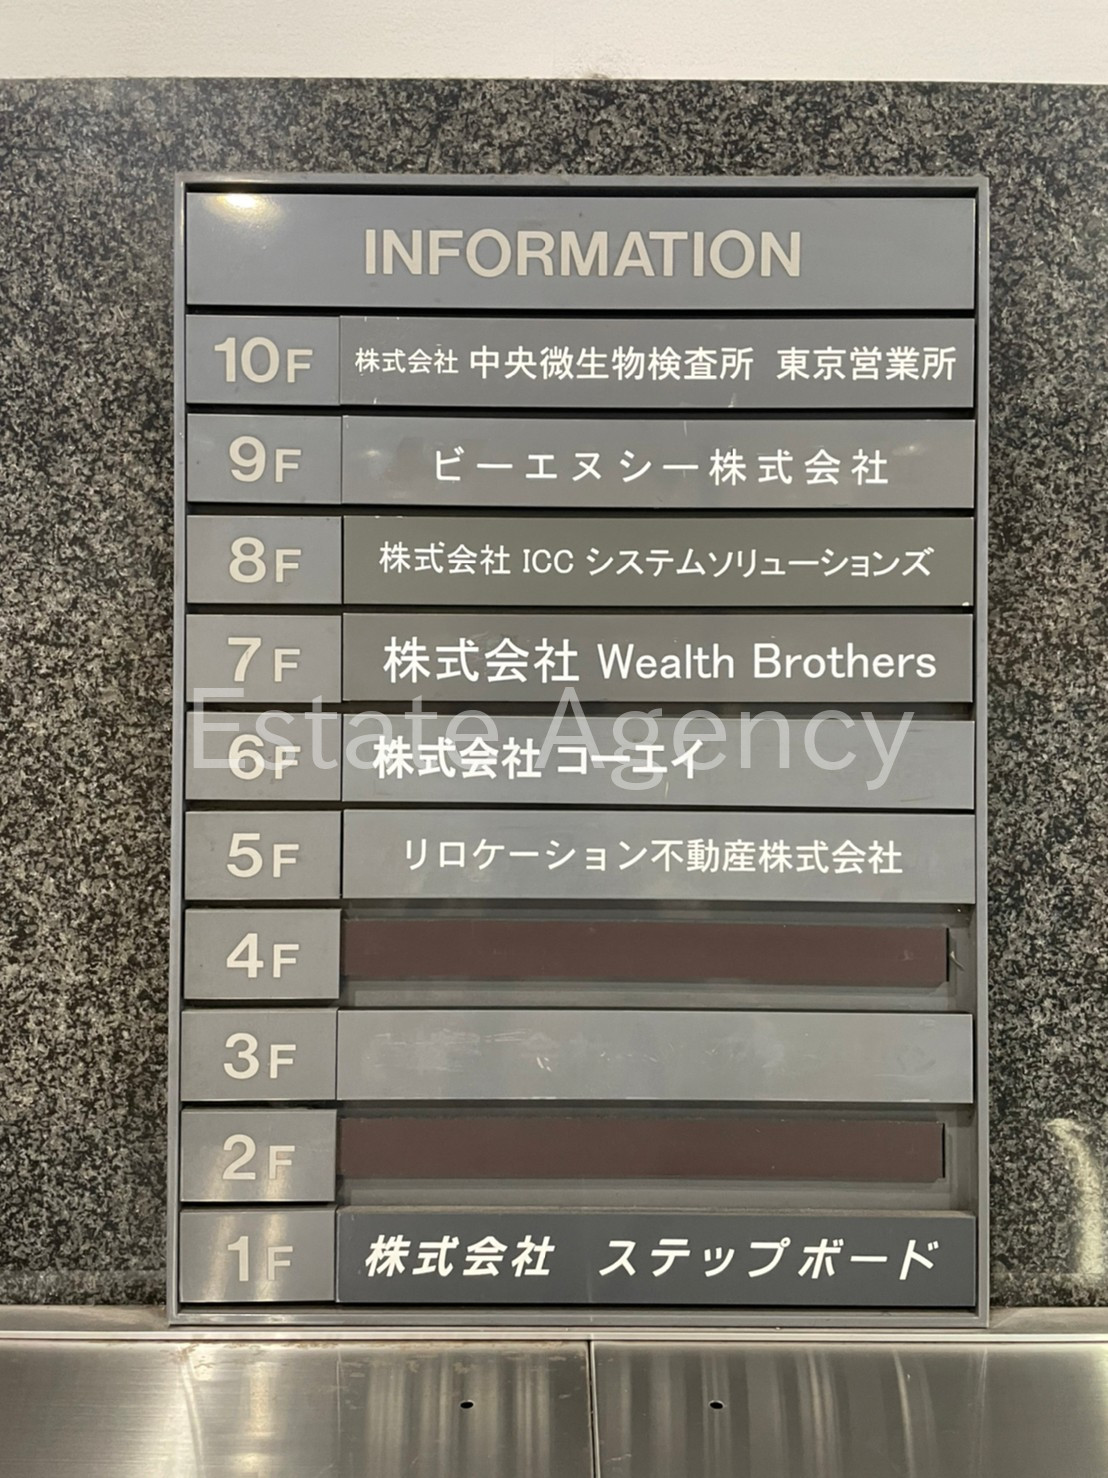 INFORMATION
10F 株式会社 中央微生物検査所 東京営業所
9F ビーエヌシー株式会社
8F 株式会社 ICC システムソリューションズ
7F 株式会社 Wealth Brothers
Estate Agency
6F 株式会社 コーエイ
5F リロケーション不動産株式会社
4F
3F
2F
1F 株式会社 ステップボード